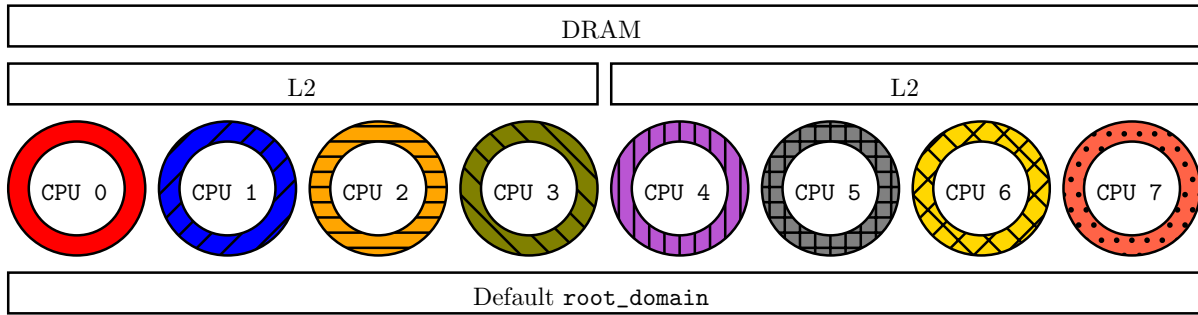 DRAM
L2 L2
CPU 0 CPU 1 CPU 2 CPU 3 CPU 4 CPU 5 CPU 6 CPU 7
Default root_domain